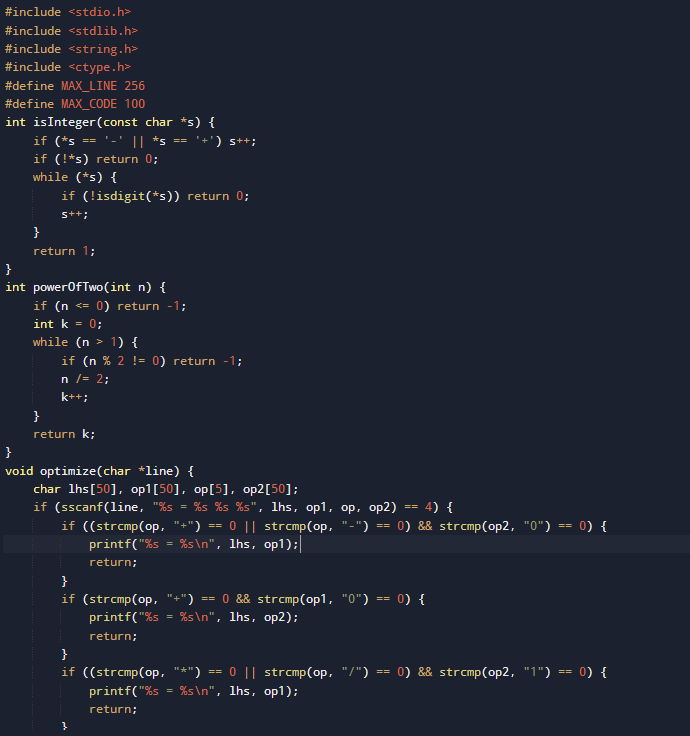 #include <stdio.h>
#include <stdlib.h>
#include <string.h>
#include <ctype.h>
#define MAX_LINE 256
#define MAX_CODE 100
int isInteger(const char *s) {
    if (*s == '-' || *s == '+') s++;
    if (!*s) return 0;
    while (*s) {
        if (!isdigit(*s)) return 0;
        s++;
    }
    return 1;
}
int powerOfTwo(int n) {
    if (n <= 0) return -1;
    int k = 0;
    while (n > 1) {
        if (n % 2 != 0) return -1;
        n /= 2;
        k++;
    }
    return k;
}
void optimize(char *line) {
    char lhs[50], op1[50], op[5], op2[50];
    if (sscanf(line, "%s = %s %s %s", lhs, op1, op, op2) == 4) {
        if ((strcmp(op, "+") == 0 || strcmp(op, "-") == 0) && strcmp(op2, "0") == 0) {
            printf("%s = %s\n", lhs, op1);
            return;
        }
        if (strcmp(op, "+") == 0 && strcmp(op1, "0") == 0) {
            printf("%s = %s\n", lhs, op2);
            return;
        }
        if ((strcmp(op, "*") == 0 || strcmp(op, "/") == 0) && strcmp(op2, "1") == 0) {
            printf("%s = %s\n", lhs, op1);
            return;
        }